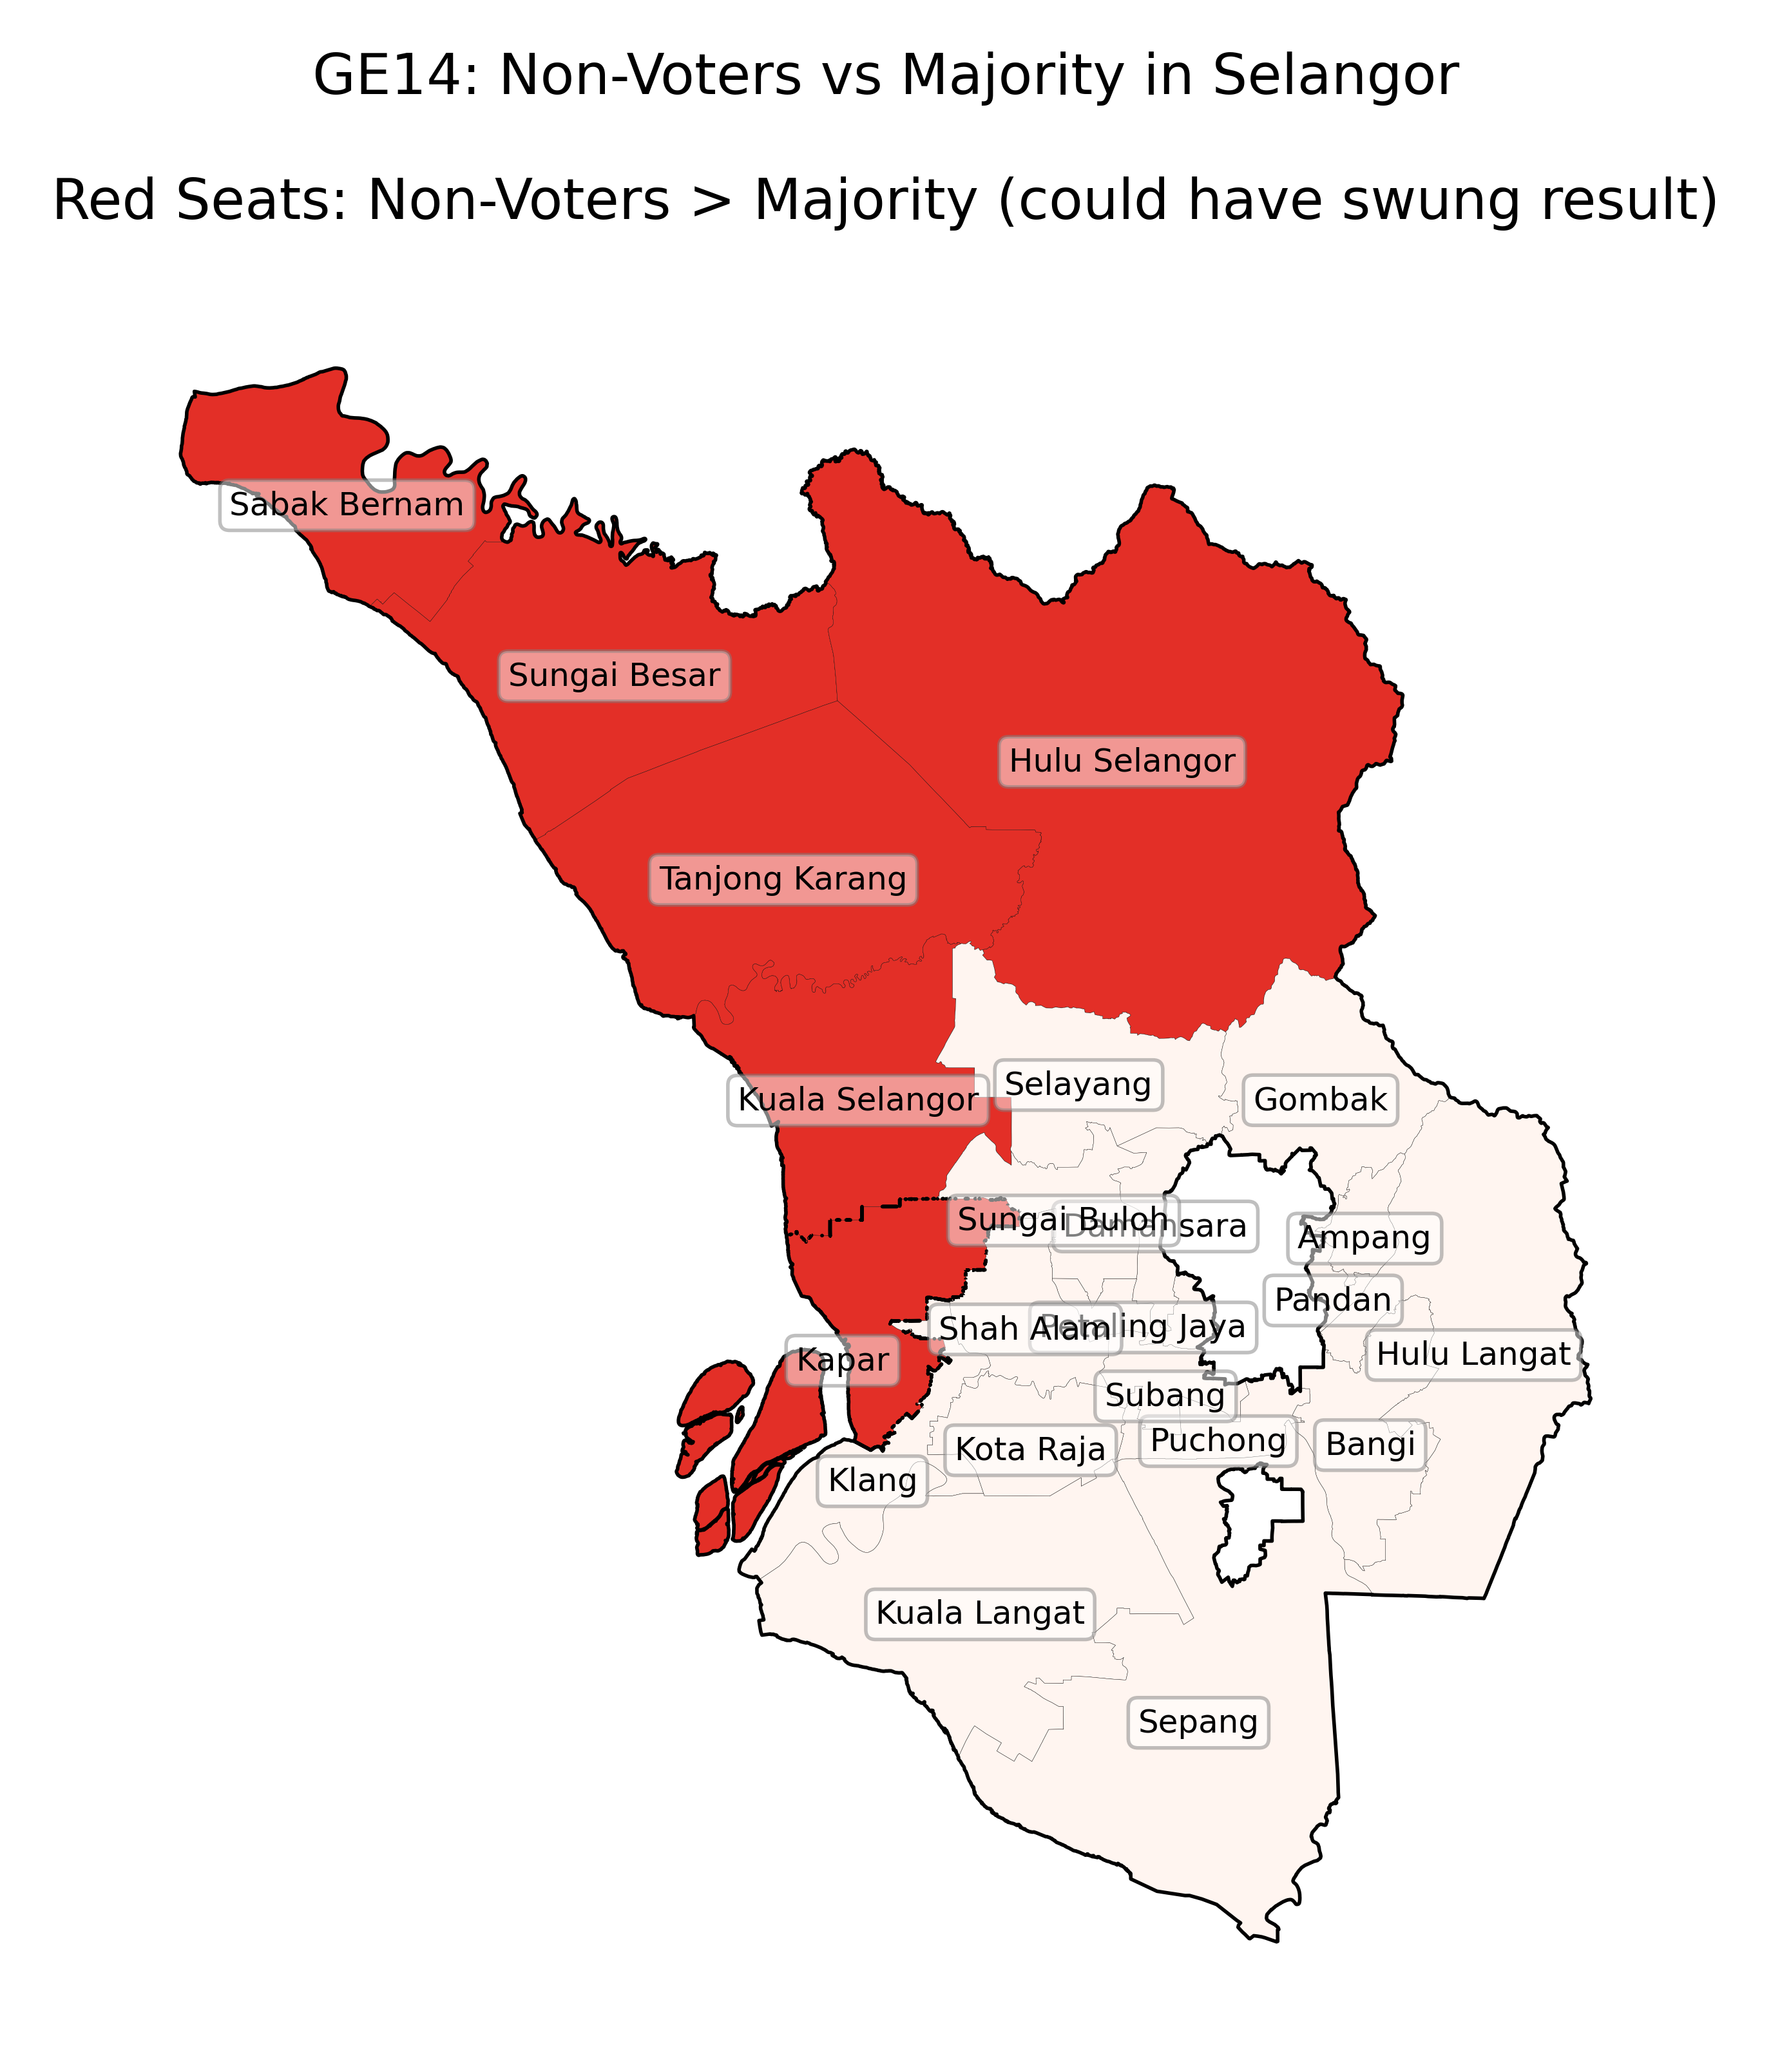 GE14: Non-Voters vs Majority in Selangor
Red Seats: Non-Voters > Majority (could have swung result)
Sabak Bernam
Sungai Besar
Hulu Selangor
Tanjong Karang
Selayang
Kuala Selangor
Gombak
Sungai Buloh
Damansara
Ampang
Pandan
Shah Alam
Petaling Jaya
Hulu Langat
Kapar
Subang
Puchong
Bangi
Kota Raja
Klang
Kuala Langat
Sepang